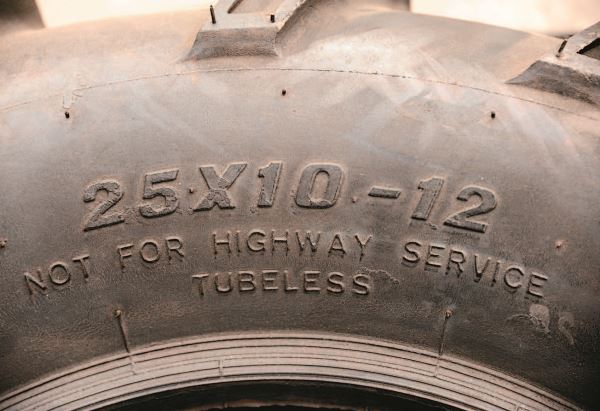 25X10-12
NOT FOR HIGHWAY SERVICE
TUBELESS